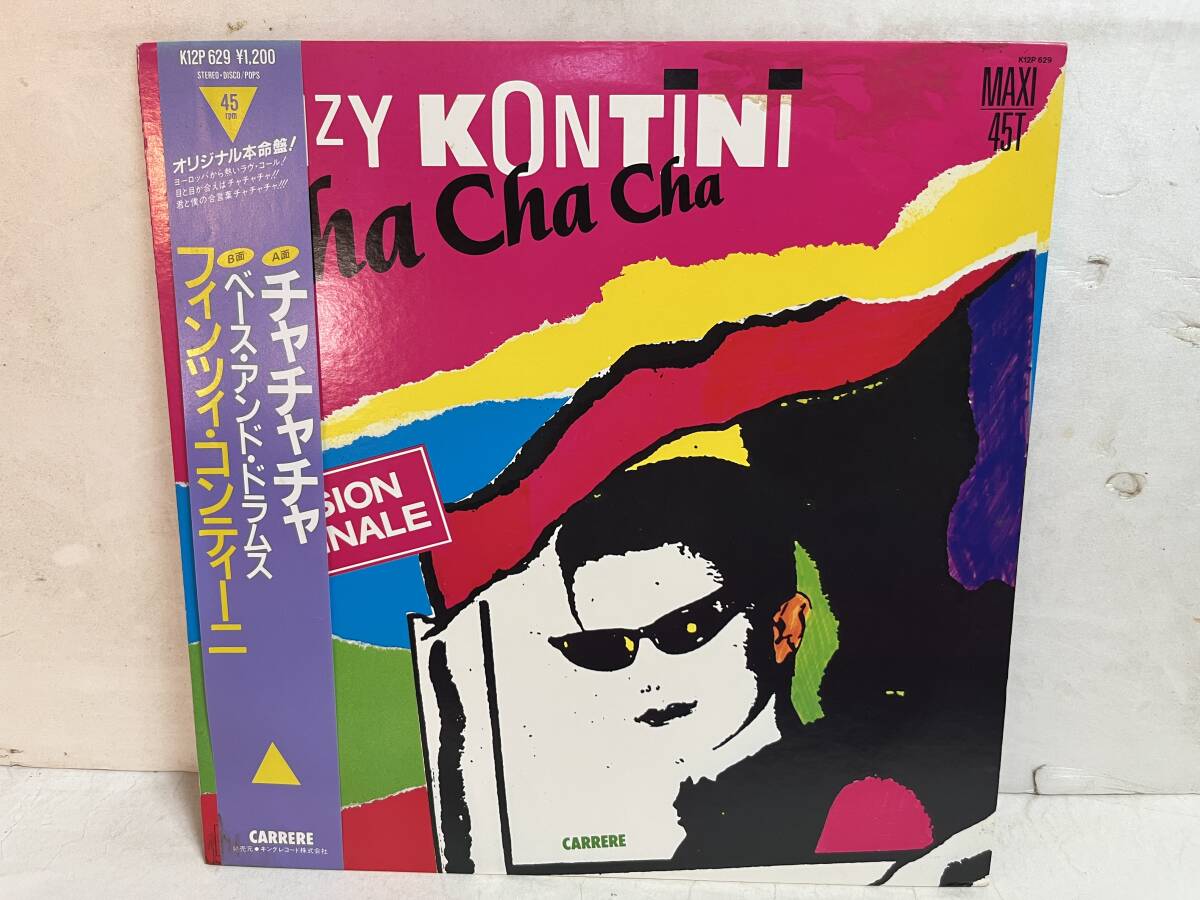 K12P 629 ¥1,200
STEREO・DISCO/POPS
45
rpm
オリジナル本命盤!
ヨーロッパから熱いラヴ・コール!
目と目が合えばチャチャチャ!!
君と僕の合言葉チャチャチャ!!!
A面
チャチャチャ
B面
ベース・アンド・ドラムス
フィンツィ・コンティーニ
CARRERE
発売元●キングレコード株式会社
K12P 629
MAXI
45T
ZY KONTINI
ha Cha Cha
SION
INALE
CARRERE